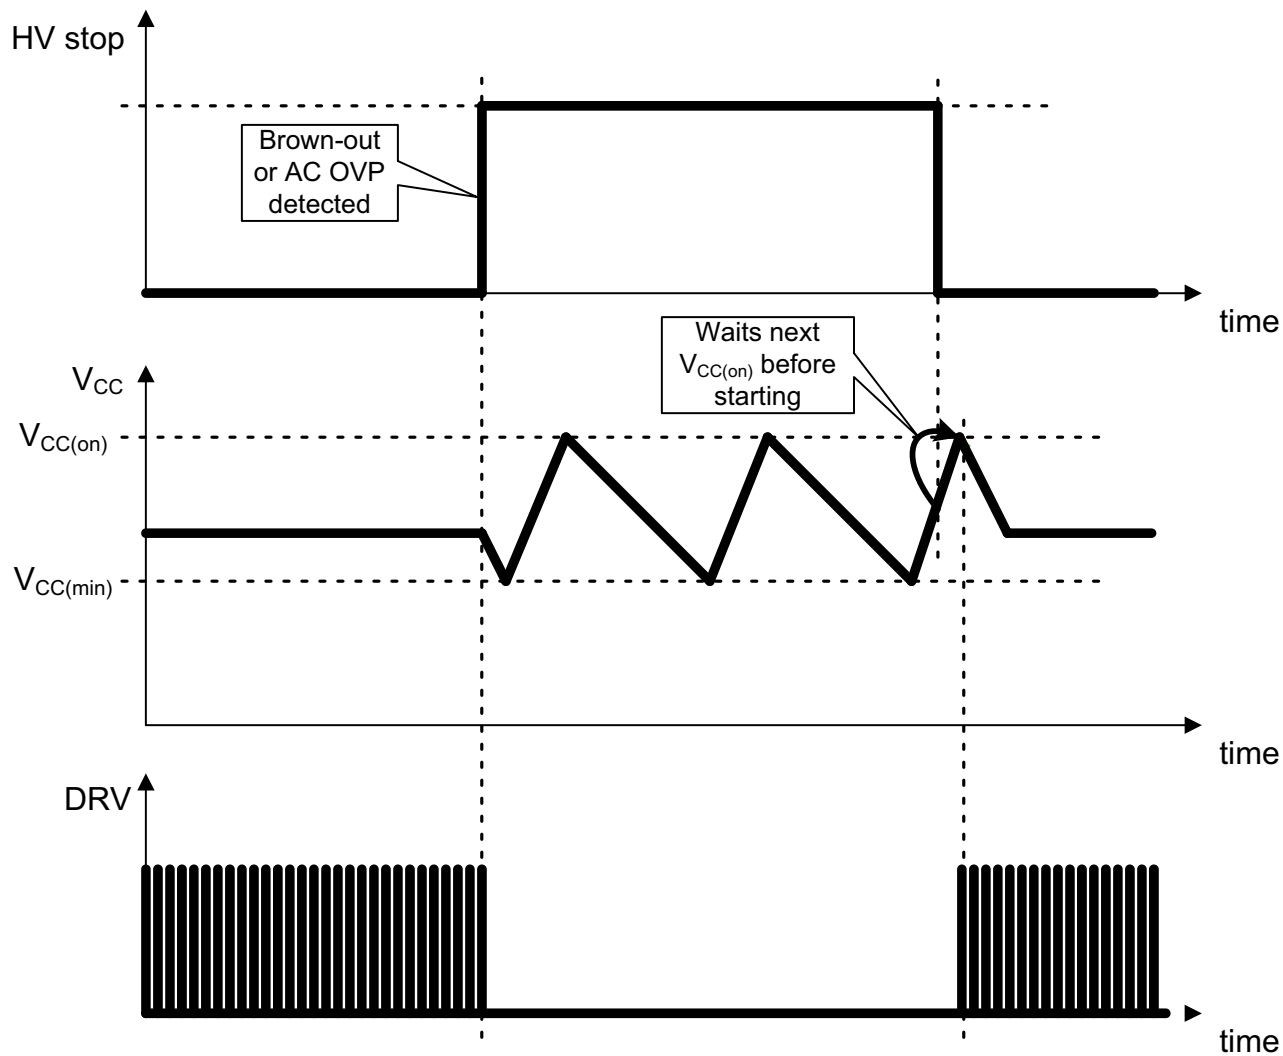 HV stop
Brown-out
or AC OVP
detected
time
Waits next
VCC(on) before
starting
VCC
VCC(on)
VCC(min)
time
DRV
time